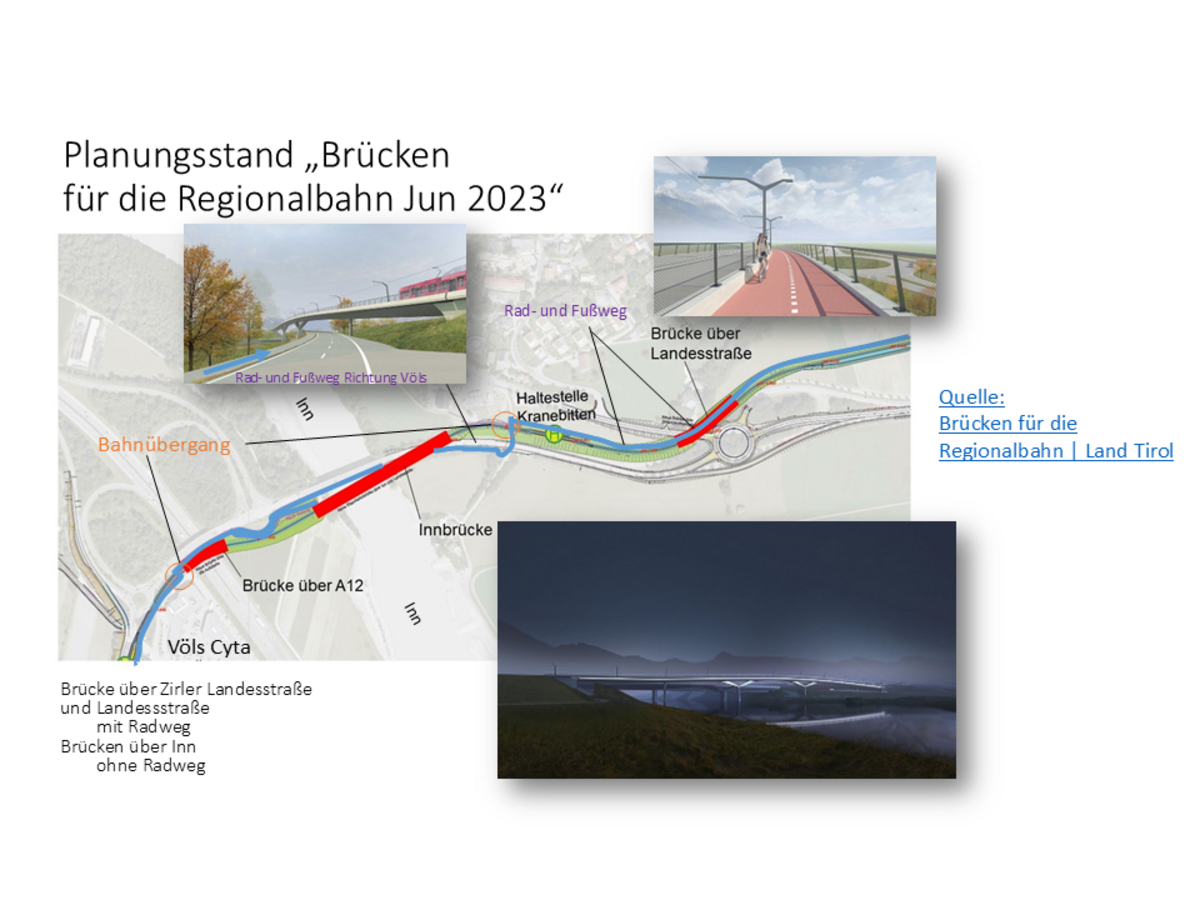 Planungsstand „Brücken
für die Regionalbahn Jun 2023“
Rad- und Fußweg
Brücke über
Landesstraße
Rad- und Fußweg Richtung Völs
Inn
Haltestelle
Kranebitten
H
Quelle:
Brücken für die
Regionalbahn | Land Tirol
Bahnübergang
Innbrücke
Brücke über A12
Inn
Völs Cyta
Brücke über Zirler Landesstraße
und Landessstraße
mit Radweg
Brücken über Inn
ohne Radweg